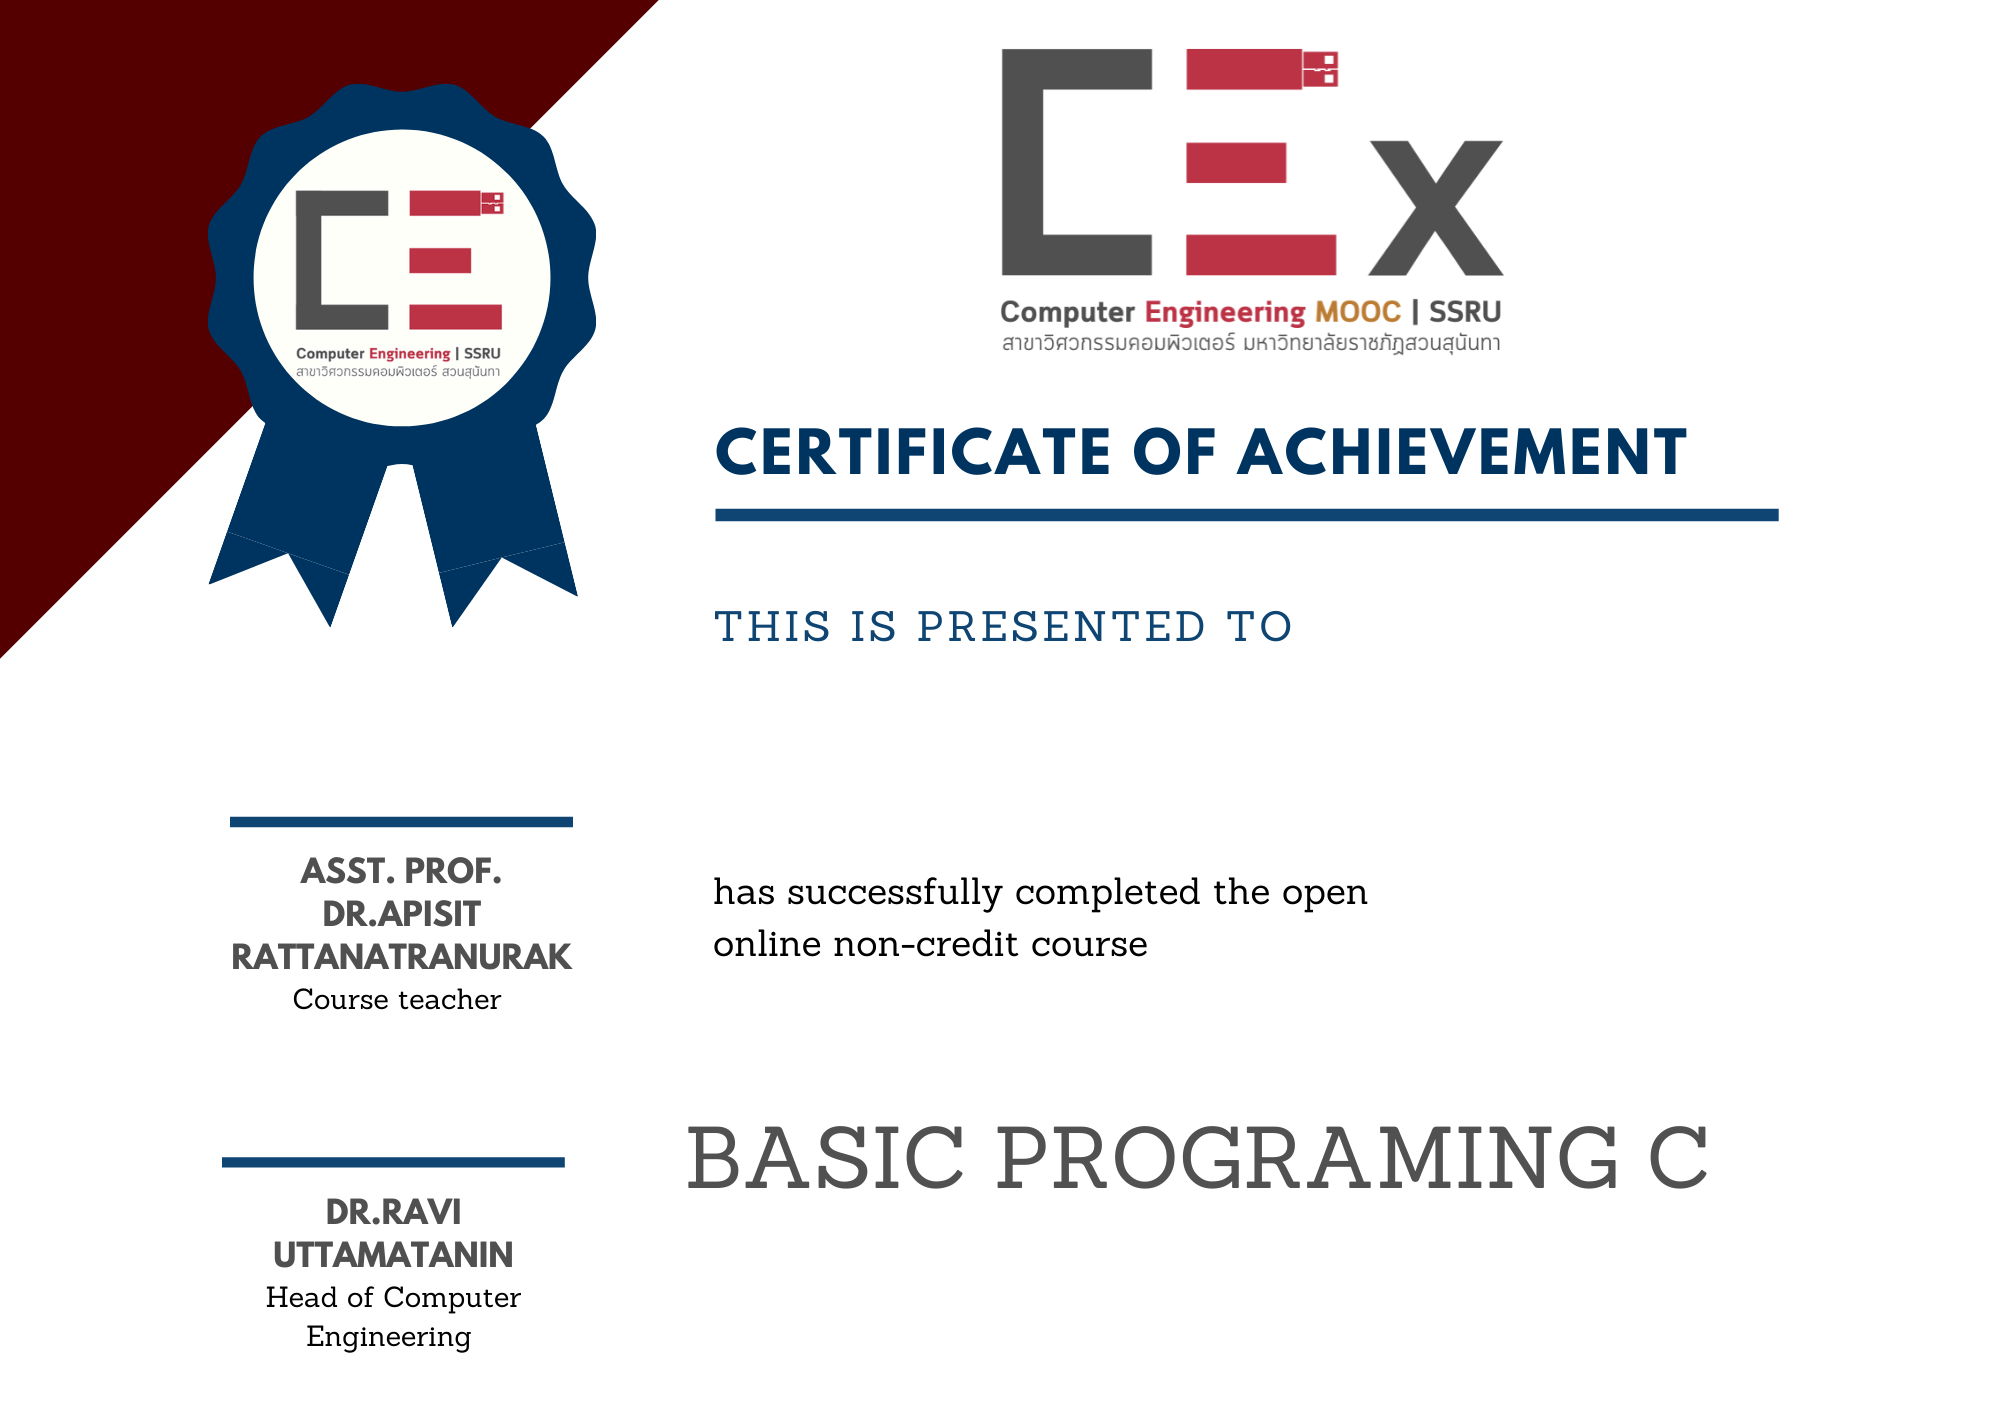 CE
Computer Engineering | SSRU
สาขาวิศวกรรมคอมพิวเตอร์ สวนสุนันทา
CEx
Computer Engineering MOOC | SSRU
สาขาวิศวกรรมคอมพิวเตอร์ มหาวิทยาลัยราชภัฏสวนสุนันทา
CERTIFICATE OF ACHIEVEMENT
THIS IS PRESENTED TO
has successfully completed the open
online non-credit course
BASIC PROGRAMING C
ASST. PROF.
DR.APISIT
RATTANATRANURAK
Course teacher
DR.RAVI
UTTAMATANIN
Head of Computer
Engineering